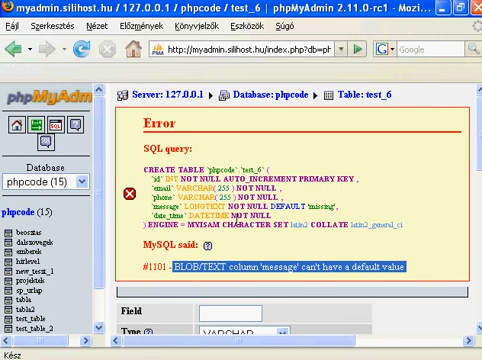 myadmin.silihost.hu / 127.0.0.1 / phpcode / test_6 | phpMyAdmin 2.11.0-rc1 - Mozi...
Fájl Szerkesztés Nézet Előzmények Könyvjelzők Eszközök Súgó
http://myadmin.silihost.hu/index.php?db=ph
Google
phpMyAdm
SQL
Database
phpcode (15)
phpcode (15)
beosztas
dalszovegek
emberek
hirlevel
new_test_1
projektek
sp_urlap
tabla
tabla2
test
test_table_2
Server: 127.0.0.1 Database: phpcode Table: test_6
Error
SQL query:
CREATE TABLE `phpcode`.`test_6` (
`id` INT NOT NULL AUTO_INCREMENT PRIMARY KEY ,
`email` VARCHAR( 255 ) NOT NULL ,
`phone` VARCHAR( 255 ) NOT NULL ,
`message` LONGTEXT NOT NULL DEFAULT 'missing',
`date_time` DATETIME NOT NULL
) ENGINE = MYISAM CHARACTER SET latin2 COLLATE latin2_general_ci
MySQL said:
#1101 - BLOB/TEXT column 'message' can't have a default value
Field
Type VARCHAR
Kész